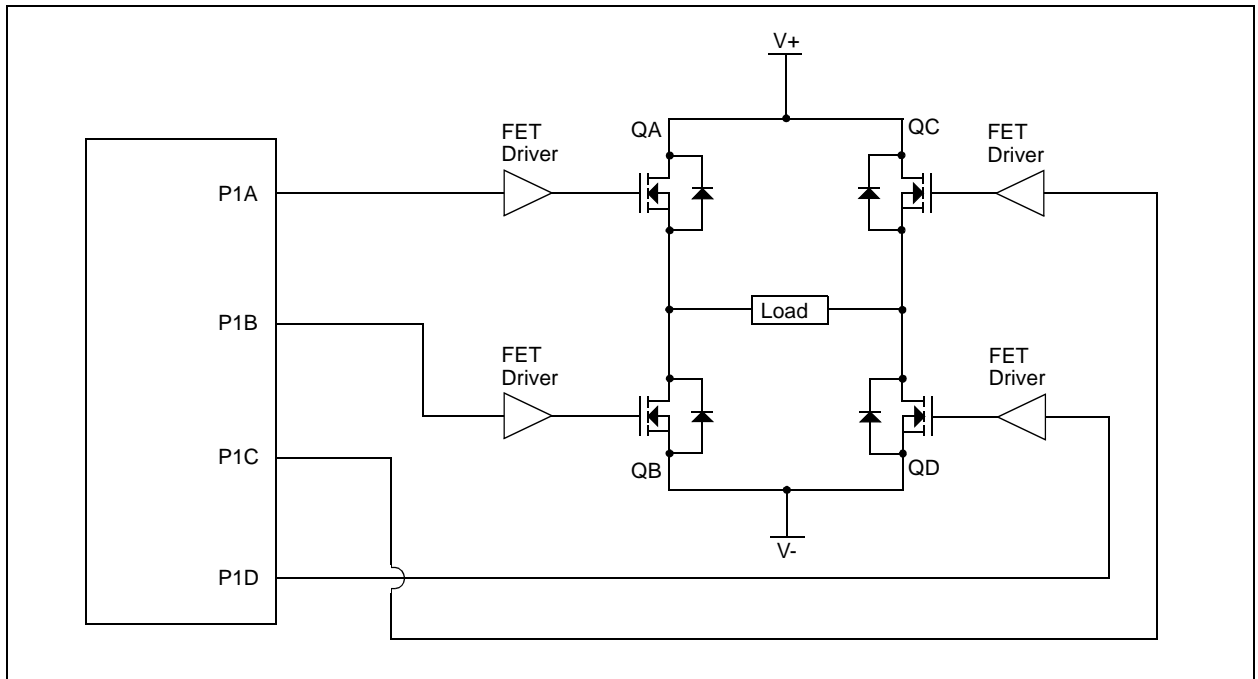 V+
QA
QC
FET
Driver
FET
Driver
P1A
P1B
Load
FET
Driver
FET
Driver
P1C
QB
QD
V-
P1D